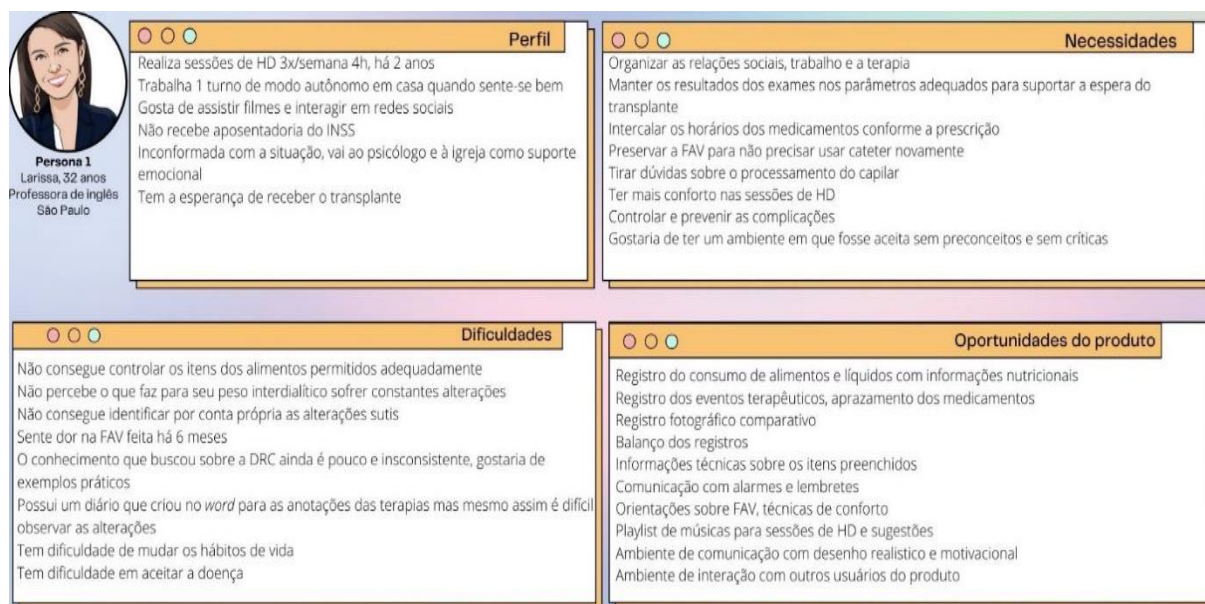 Perfil
Realiza sessões de HD 3x/semana 4h, há 2 anos
Trabalha 1 turno de modo autônomo em casa quando sente-se bem
Gosta de assistir filmes e interagir em redes sociais
Não recebe aposentadoria do INSS
Inconformada com a situação, vai ao psicólogo e à igreja como suporte
emocional
Tem a esperança de receber o transplante
Persona 1
Larissa, 32 anos
Professora de inglês
São Paulo
Necessidades
Organizar as relações sociais, trabalho e a terapia
Manter os resultados dos exames nos parâmetros adequados para suportar a espera do
transplante
Intercalar os horários dos medicamentos conforme a prescrição
Preservar a FAV para não precisar usar cateter novamente
Tirar dúvidas sobre o processamento do capilar
Ter mais conforto nas sessões de HD
Controlar e prevenir as complicações
Gostaria de ter um ambiente em que fosse aceita sem preconceitos e sem críticas
Dificuldades
Não consegue controlar os itens dos alimentos permitidos adequadamente
Não percebe o que faz para seu peso interdialítico sofrer constantes alterações
Não consegue identificar por conta própria as alterações sutis
Sente dor na FAV feita há 6 meses
O conhecimento que buscou sobre a DRC ainda é pouco e insconsistente, gostaria de
exemplos práticos
Possui um diário que criou no word para as anotações das terapias mas mesmo assim é difícil
observar as alterações
Tem dificuldade de mudar os hábitos de vida
Tem dificuldade em aceitar a doença
Oportunidades do produto
Registro do consumo de alimentos e líquidos com informações nutricionais
Registro dos eventos terapêuticos, aprazamento dos medicamentos
Registro fotográfico comparativo
Balanço dos registros
Informações técnicas sobre os itens preenchidos
Comunicação com alarmes e lembretes
Orientações sobre FAV, técnicas de conforto
Playlist de músicas para sessões de HD e sugestões
Ambiente de comunicação com desenho realistico e motivacional
Ambiente de interação com outros usuários do produto